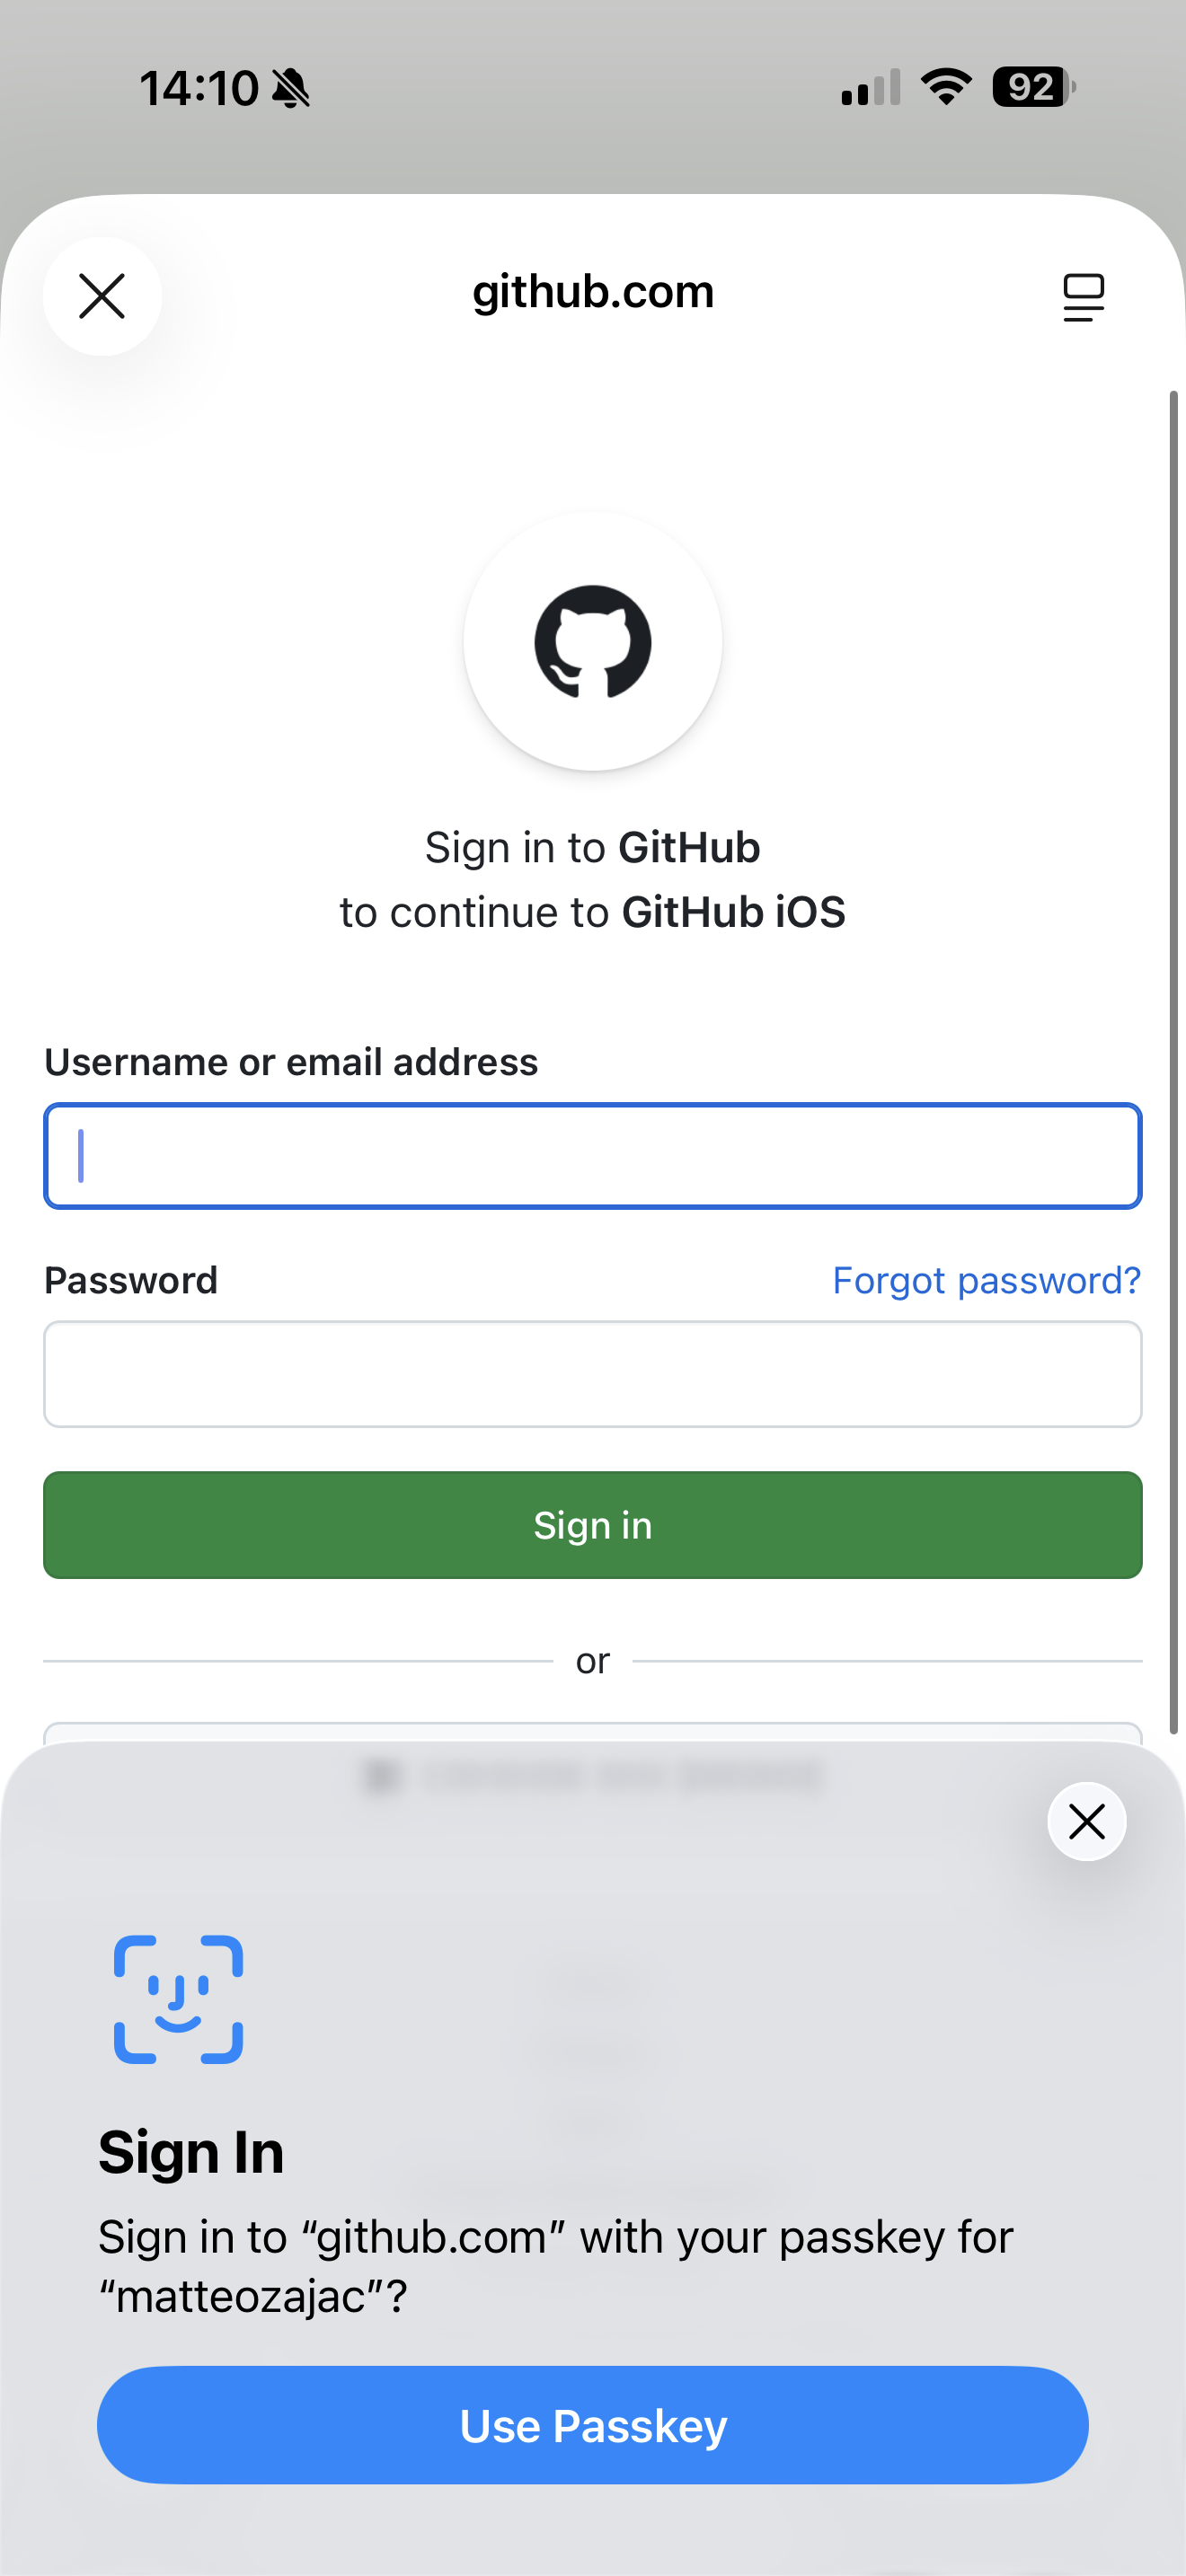 14:10
92
github.com
Sign in to GitHub
to continue to GitHub iOS
Username or email address
Password
Forgot password?
Sign in
or
Sign In
Sign in to “github.com” with your passkey for
“matteozajac”?
Use Passkey